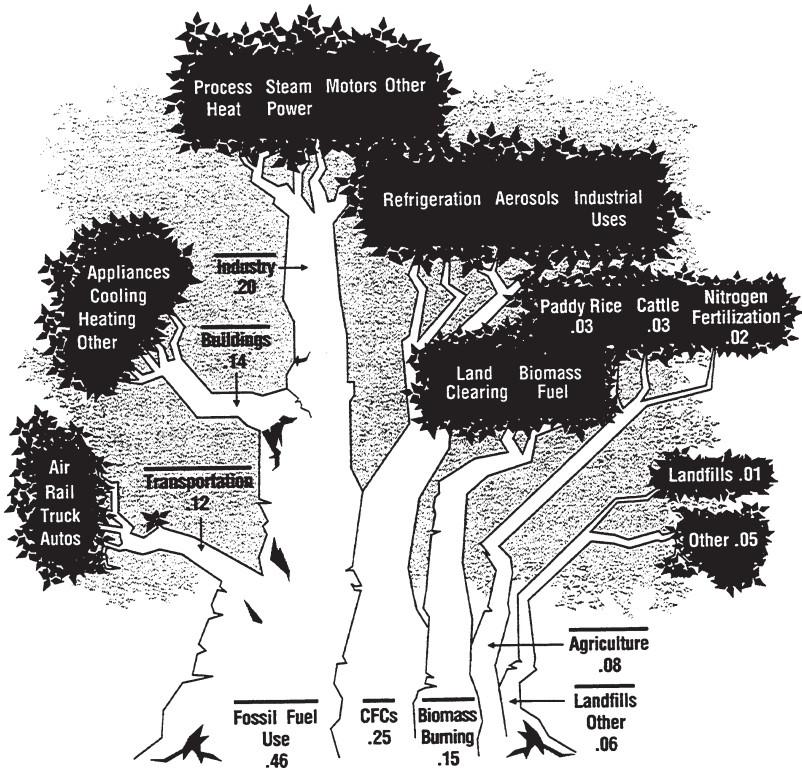 Process Steam Motors Other
Heat Power
Refrigeration Aerosols Industrial
Uses
Industry
.20
Appliances
Cooling
Heating
Other
Paddy Rice Cattle Nitrogen
.03 .03 Fertilization
.02
Buildings
.14
Land Biomass
Clearing Fuel
Air
Rail
Truck
Autos
Transportation
.12
Landfills .01
Other .05
Agriculture
.08
Landfills
Other
.06
Fossil Fuel
Use
.46
CFCs
.25
Biomass
Burning
.15